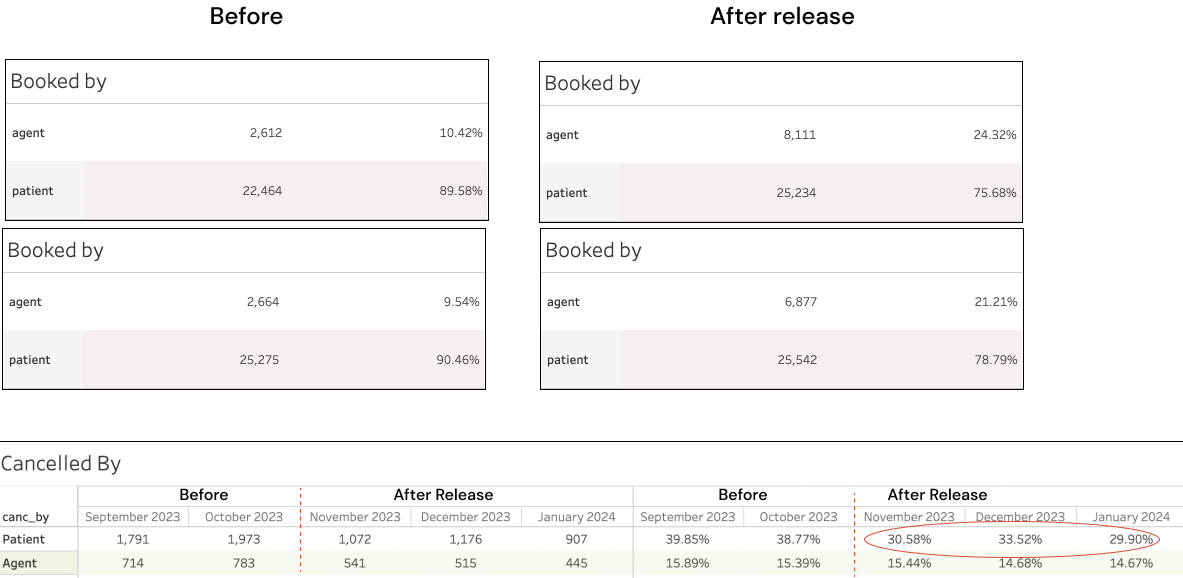 Before After release
Booked by
agent 2,612 10.42%
patient 22,464 89.58%
Booked by
agent 8,111 24.32%
patient 25,234 75.68%
Booked by
agent 2,664 9.54%
patient 25,275 90.46%
Booked by
agent 6,877 21.21%
patient 25,542 78.79%
Cancelled By
Before After Release Before After Release
canc_by September 2023 October 2023 November 2023 December 2023 January 2024 September 2023 October 2023 November 2023 December 2023 January 2024
Patient 1,791 1,973 1,072 1,176 907 39.85% 38.77% 30.58% 33.52% 29.90%
Agent 714 783 541 515 445 15.89% 15.39% 15.44% 14.68% 14.67%